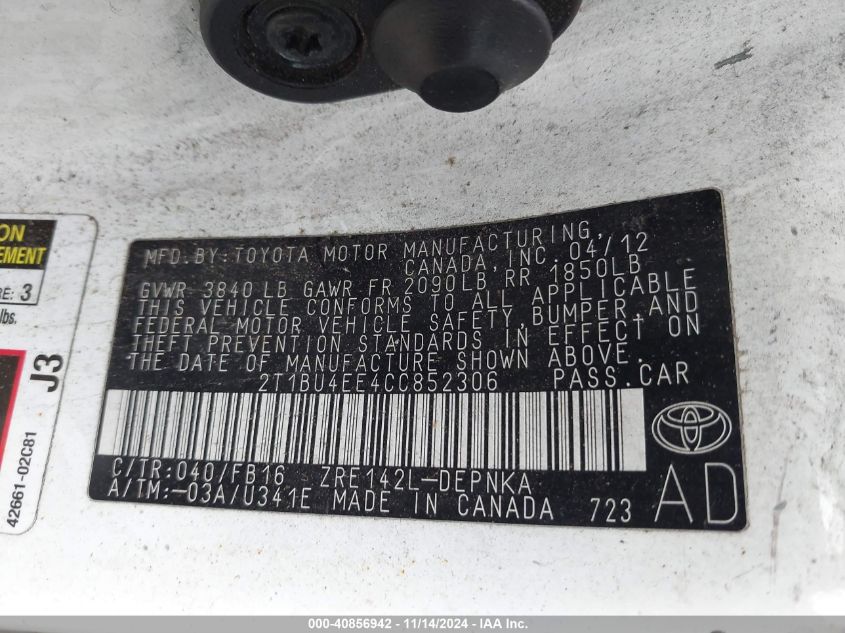 ON
EMENT
RE: 3
lbs.
J3
42661-02C81
MFD. BY: TOYOTA MOTOR MANUFACTURING,
CANADA, INC. 04/12
GVWR 3840 LB GAWR FR 2090LB, RR 1850LB
THIS VEHICLE CONFORMS TO ALL APPLICABLE
FEDERAL MOTOR VEHICLE SAFETY, BUMPER, AND
THEFT PREVENTION STANDARDS IN EFFECT ON
THE DATE OF MANUFACTURE SHOWN ABOVE.
2T1BU4EE4CC852306 PASS. CAR
C/TR: 040/FB16 ZRE142L-DEPNKA
A/TM: -03A/U341E MADE IN CANADA 723
AD
000-40856942 - 11/14/2024 - IAA Inc.